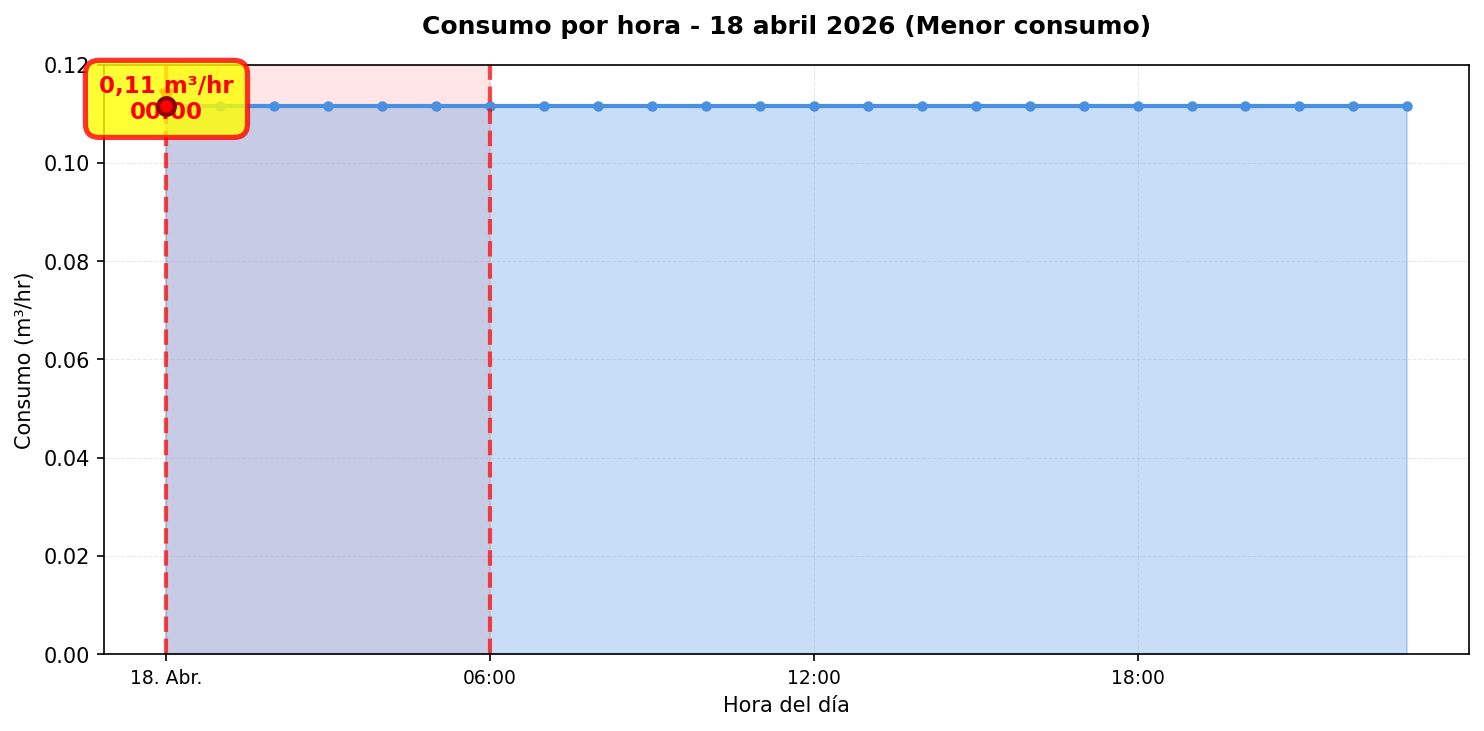 Consumo por hora - 18 abril 2026 (Menor consumo)
0,11 m³/hr
00:00
0.12
0.10
0.08
0.06
0.04
0.02
0.00
Consumo (m³/hr)
18. Abr.
06:00
12:00
18:00
Hora del día